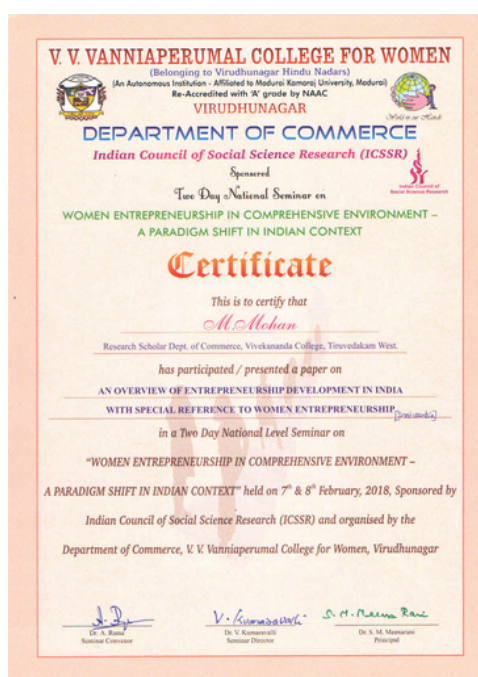 V. V. VANNIAPERUMAL COLLEGE FOR WOMEN
(Belonging to Virudhunagar Hindu Nadars)
(An Autonomous Institution - Affiliated to Madurai Kamaraj University, Madurai)
Re-Accredited with 'A' grade by NAAC
VIRUDHUNAGAR
World in our Hands
DEPARTMENT OF COMMERCE
Indian Council of Social Science Research (ICSSR)
Sponsored
Indian Council of
Social Science Research
Two Day National Seminar on
WOMEN ENTREPRENEURSHIP IN COMPREHENSIVE ENVIRONMENT –
A PARADIGM SHIFT IN INDIAN CONTEXT
Certificate
This is to certify that
M.Mohan
Research Scholar Dept. of Commerce, Vivekananda College, Tiruvedakam West.
has participated / presented a paper on
AN OVERVIEW OF ENTREPRENEURSHIP DEVELOPMENT IN INDIA
WITH SPECIAL REFERENCE TO WOMEN ENTREPRENEURSHIP
in a Two Day National Level Seminar on
"WOMEN ENTREPRENEURSHIP IN COMPREHENSIVE ENVIRONMENT –
A PARADIGM SHIFT IN INDIAN CONTEXT" held on 7th & 8th February, 2018, Sponsored by
Indian Council of Social Science Research (ICSSR) and organised by the
Department of Commerce, V. V. Vanniaperumal College for Women, Virudhunagar
V. Kumaravalli
S. M. Meena Rani
Dr. A. Rama
Seminar Convenor
Dr. V. Kumaravalli
Seminar Director
Dr. S. M. Meenarani
Principal